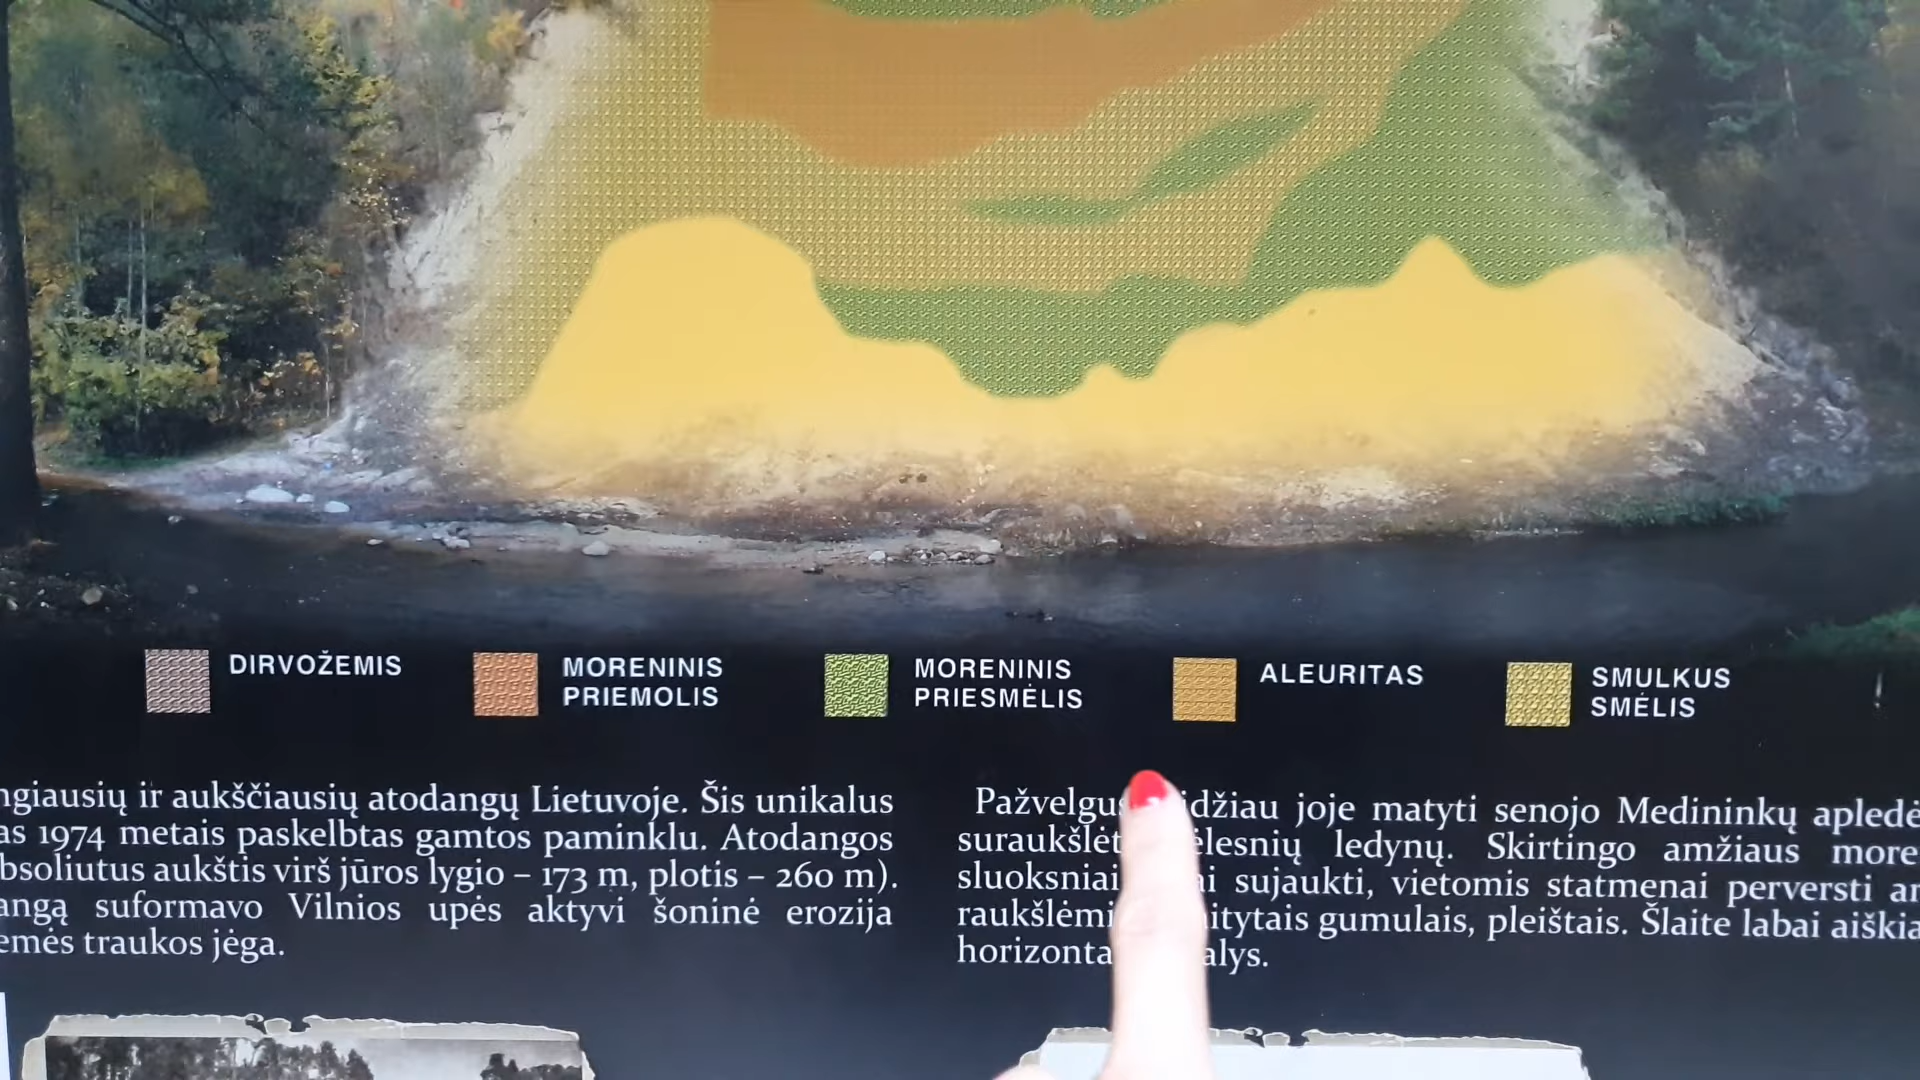 DIRVOŽEMIS
MORENINIS
PRIEMOLIS
MORENINIS
PRIESMĖLIS
ALEURITAS
SMULKUS
SMĖLIS
ngiausių ir aukščiausių atodangų Lietuvoje. Šis unikalus
as 1974 metais paskelbtas gamtos paminklu. Atodangos
bsoliutus aukštis virš jūros lygio – 173 m, plotis – 260 m).
angą suformavo Vilnios upės aktyvi šoninė erozija
emės traukos jėga.
Pažvelgus idžiau joje matyti senojo Medininkų apledė
suraukšlėt ėlesnių ledynų. Skirtingo amžiaus more
sluoksniai ai sujaukti, vietomis statmenai perversti ar
raukšlėmi aitytais gumulais, pleištais. Šlaite labai aiškia
horizonta alys.